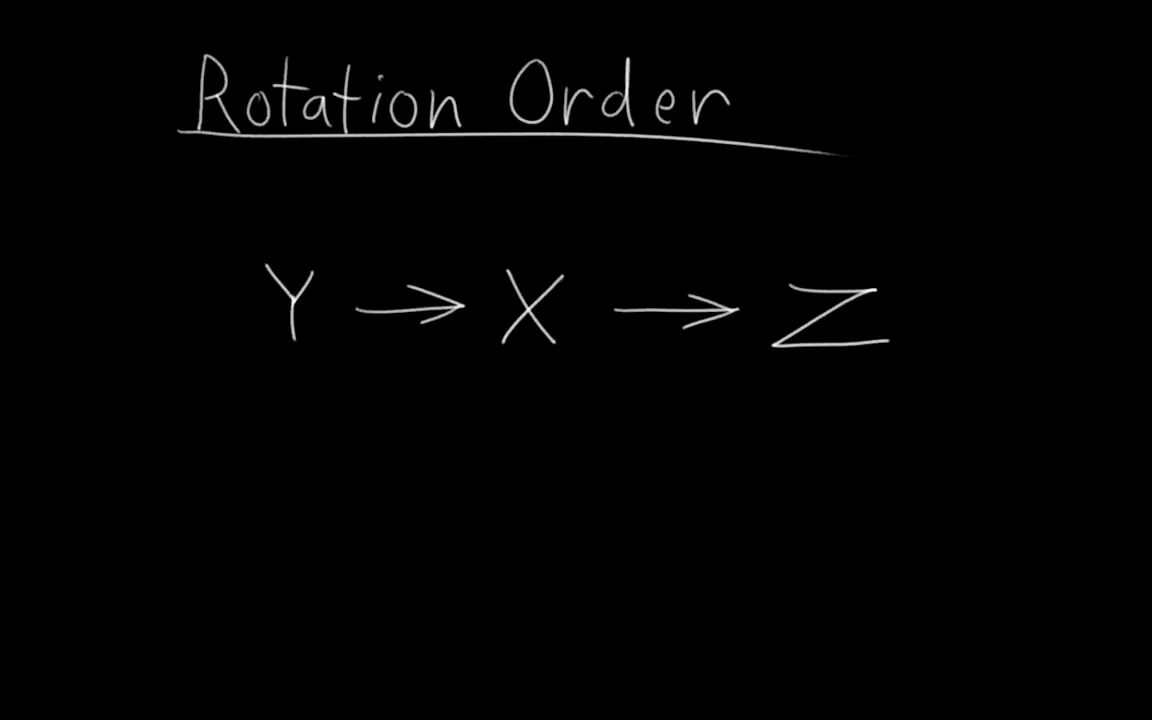 Rotation Order
Y → X → Z